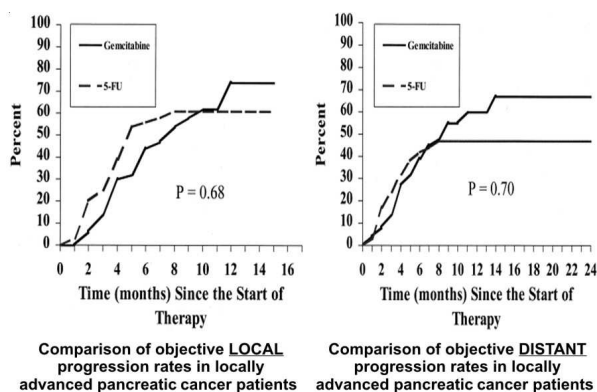 100
90
80
70
60
50
40
30
20
10
0
Percent
Gemcitabine
5-FU
P = 0.68
0 2 4 6 8 10 12 14 16
Time (months) Since the Start of
Therapy
Comparison of objective LOCAL
progression rates in locally
advanced pancreatic cancer patients
100
90
80
70
60
50
40
30
20
10
0
Percent
Gemcitabine
5-FU
P = 0.70
0 2 4 6 8 10 12 14 16 18 20 22 24
Time (months) Since the Start of
Therapy
Comparison of objective DISTANT
progression rates in locally
advanced pancreatic cancer patients